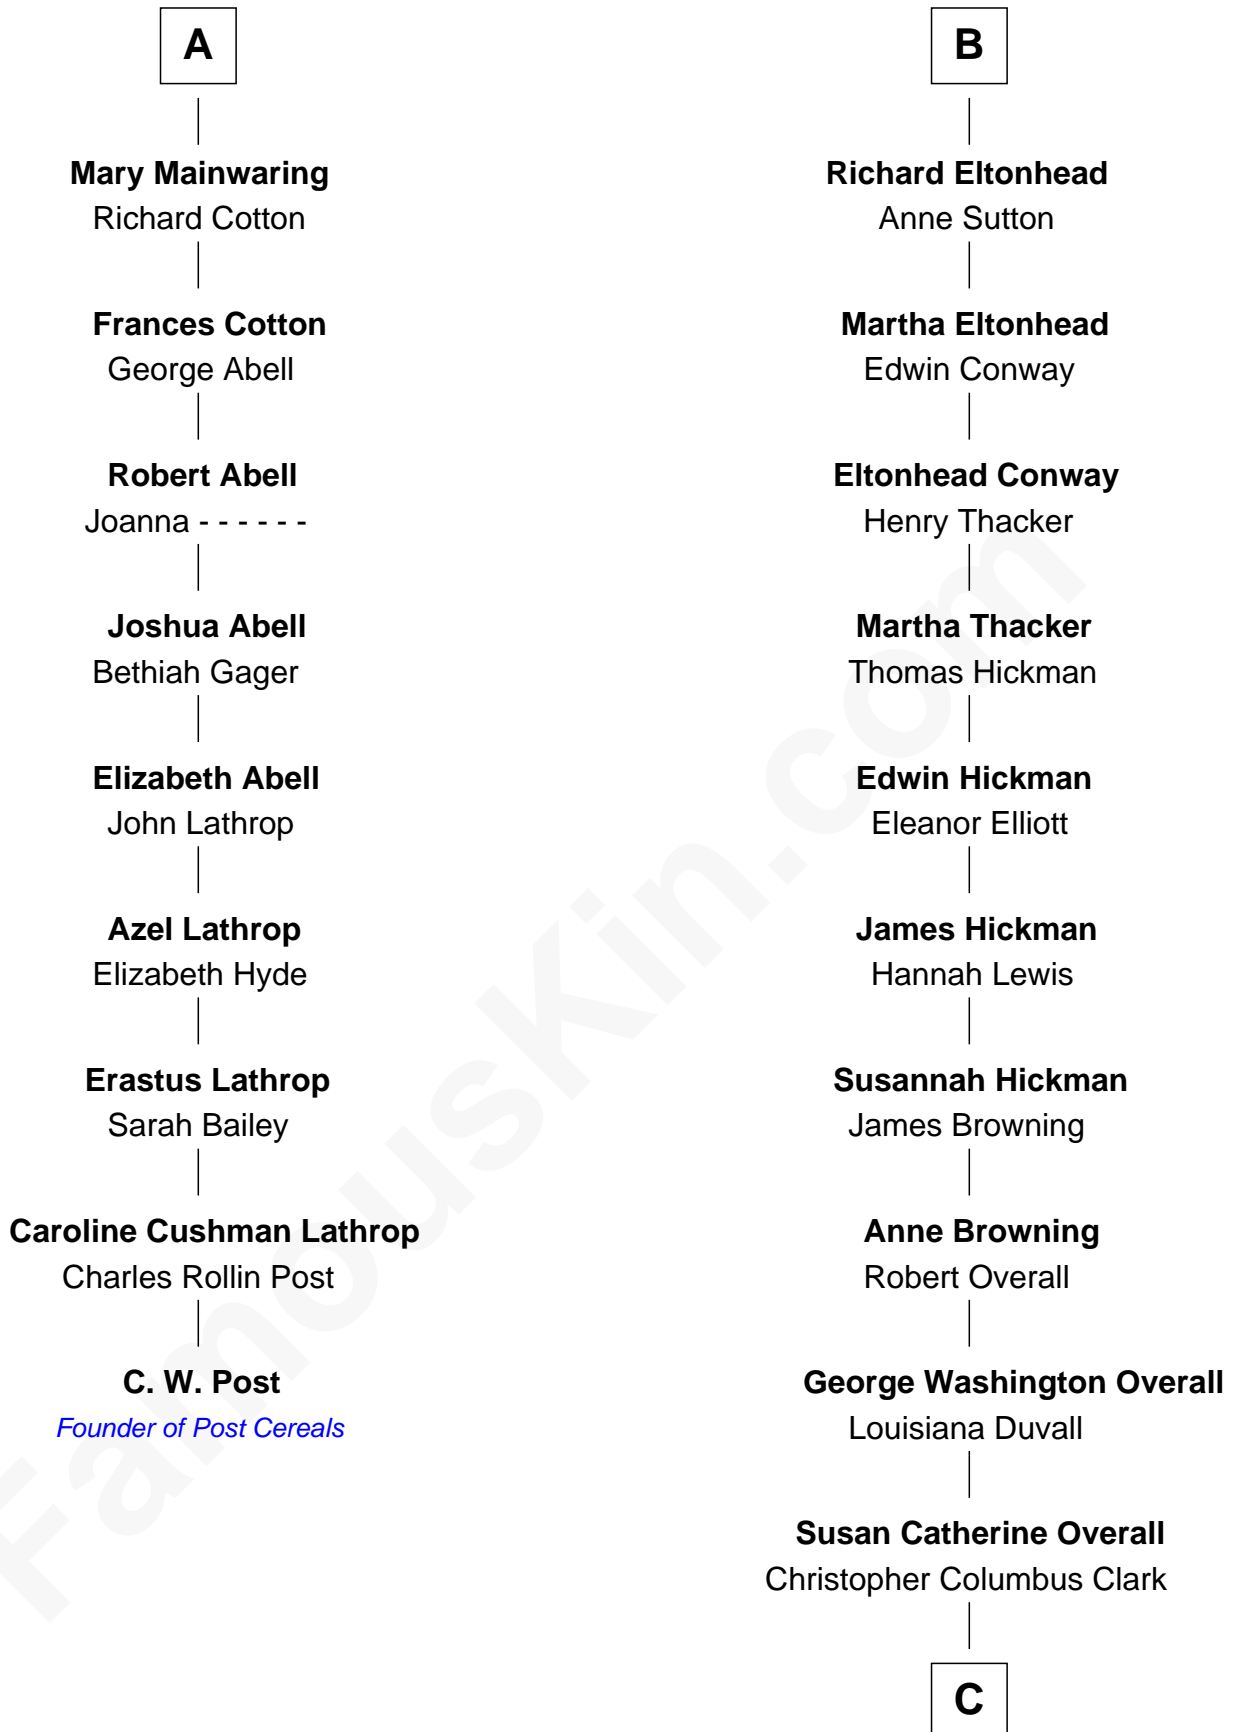 A
Mary Mainwaring
Richard Cotton
Frances Cotton
George Abell
Robert Abell
Joanna - - - - - -
Joshua Abell
Bethiah Gager
Elizabeth Abell
John Lathrop
Azel Lathrop
Elizabeth Hyde
Erastus Lathrop
Sarah Bailey
Caroline Cushman Lathrop
Charles Rollin Post
C. W. Post
Founder of Post Cereals
B
Richard Eltonhead
Anne Sutton
Martha Eltonhead
Edwin Conway
Eltonhead Conway
Henry Thacker
Martha Thacker
Thomas Hickman
Edwin Hickman
Eleanor Elliott
James Hickman
Hannah Lewis
Susannah Hickman
James Browning
Anne Browning
Robert Overall
George Washington Overall
Louisiana Duvall
Susan Catherine Overall
Christopher Columbus Clark
C
FamousKin.com